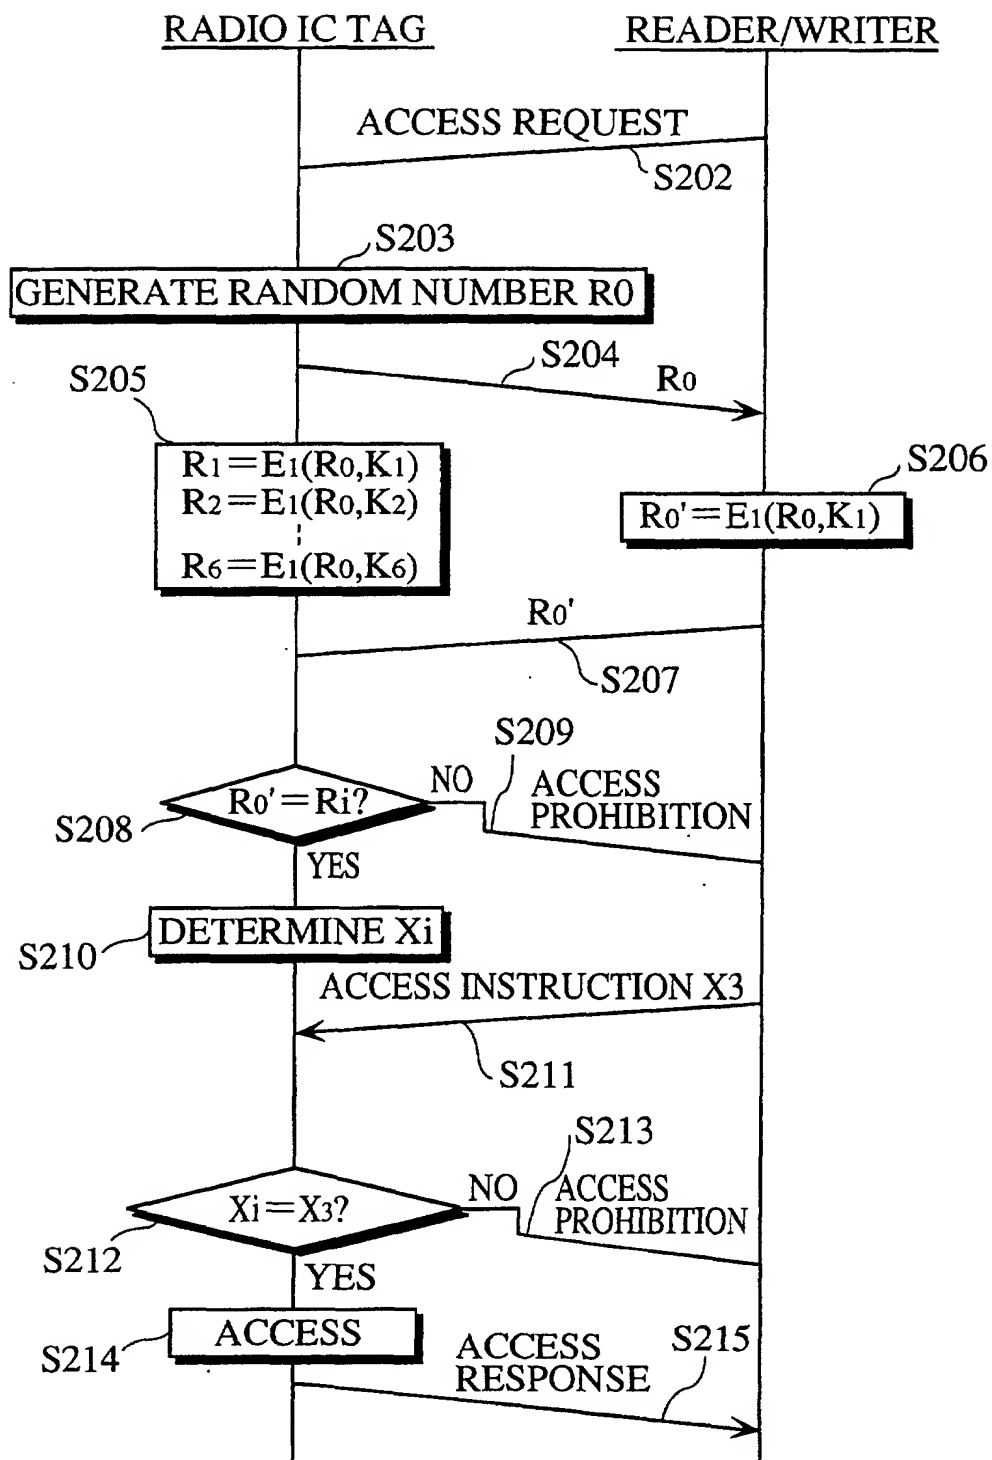 RADIO IC TAG
READER/WRITER
ACCESS REQUEST
S202
S203
GENERATE RANDOM NUMBER R0
S204
R0
S205
R1=E1(R0,K1)
R2=E1(R0,K2)
R6=E1(R0,K6)
S206
R0'=E1(R0,K1)
R0'
S207
S209
NO
ACCESS
PROHIBITION
R0'=Ri?
S208
YES
DETERMINE Xi
S210
ACCESS INSTRUCTION X3
S211
S213
NO
ACCESS
PROHIBITION
Xi=X3?
S212
YES
ACCESS
S214
ACCESS
RESPONSE
S215